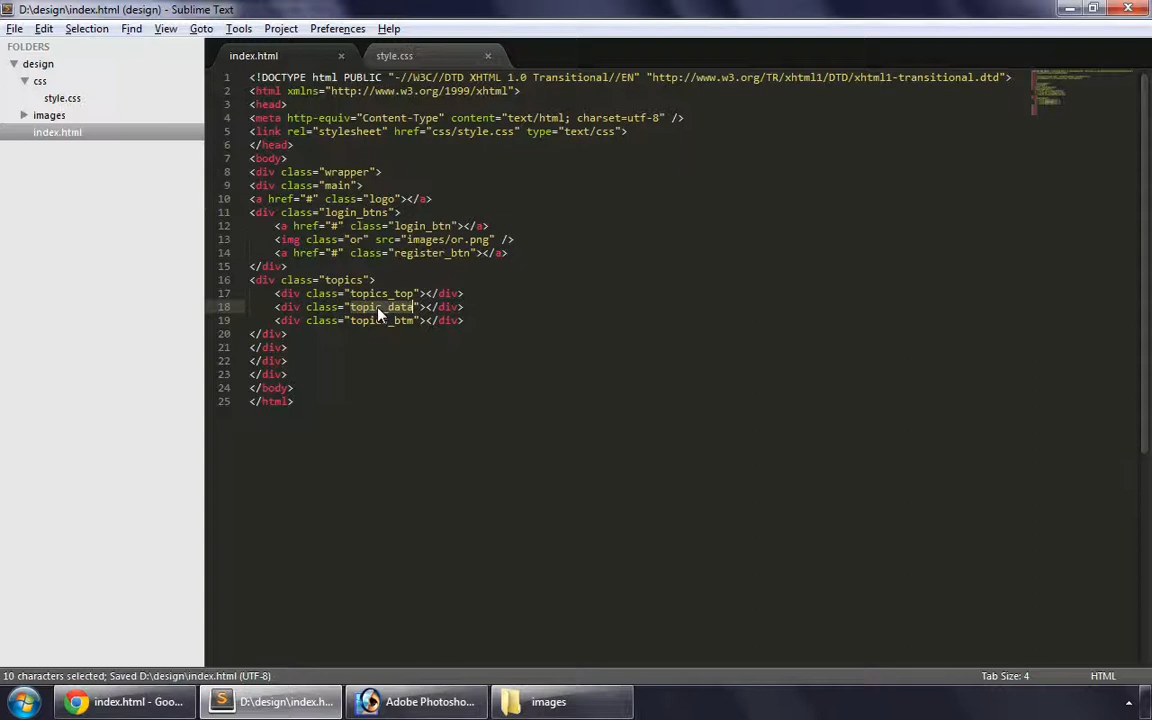 D:\design\index.html (design) - Sublime Text
File Edit Selection Find View Goto Tools Project Preferences Help
FOLDERS
design
css
style.css
images
index.html
index.html × style.css ×
1 <!DOCTYPE html PUBLIC "-//W3C//DTD XHTML 1.0 Transitional//EN" "http://www.w3.org/TR/xhtml1/DTD/xhtml1-transitional.dtd">
2 <html xmlns="http://www.w3.org/1999/xhtml">
3 <head>
4 <meta http-equiv="Content-Type" content="text/html; charset=utf-8" />
5 <link rel="stylesheet" href="css/style.css" type="text/css">
6 </head>
7 <body>
8 <div class="wrapper">
9 <div class="main">
10 <a href="#" class="logo"></a>
11 <div class="login_btns">
12 <a href="#" class="login_btn"></a>
13 <img class="or" src="images/or.png" />
14 <a href="#" class="register_btn"></a>
15 </div>
16 <div class="topics">
17 <div class="topics_top"></div>
18 <div class="topic_data"></div>
19 <div class="topics_btm"></div>
20 </div>
21 </div>
22 </div>
23 </div>
24 </body>
25 </html>
10 characters selected; Saved D:\design\index.html (UTF-8) Tab Size: 4 HTML
index.html - Goo... D:\design\index.h... Adobe Photosho... images